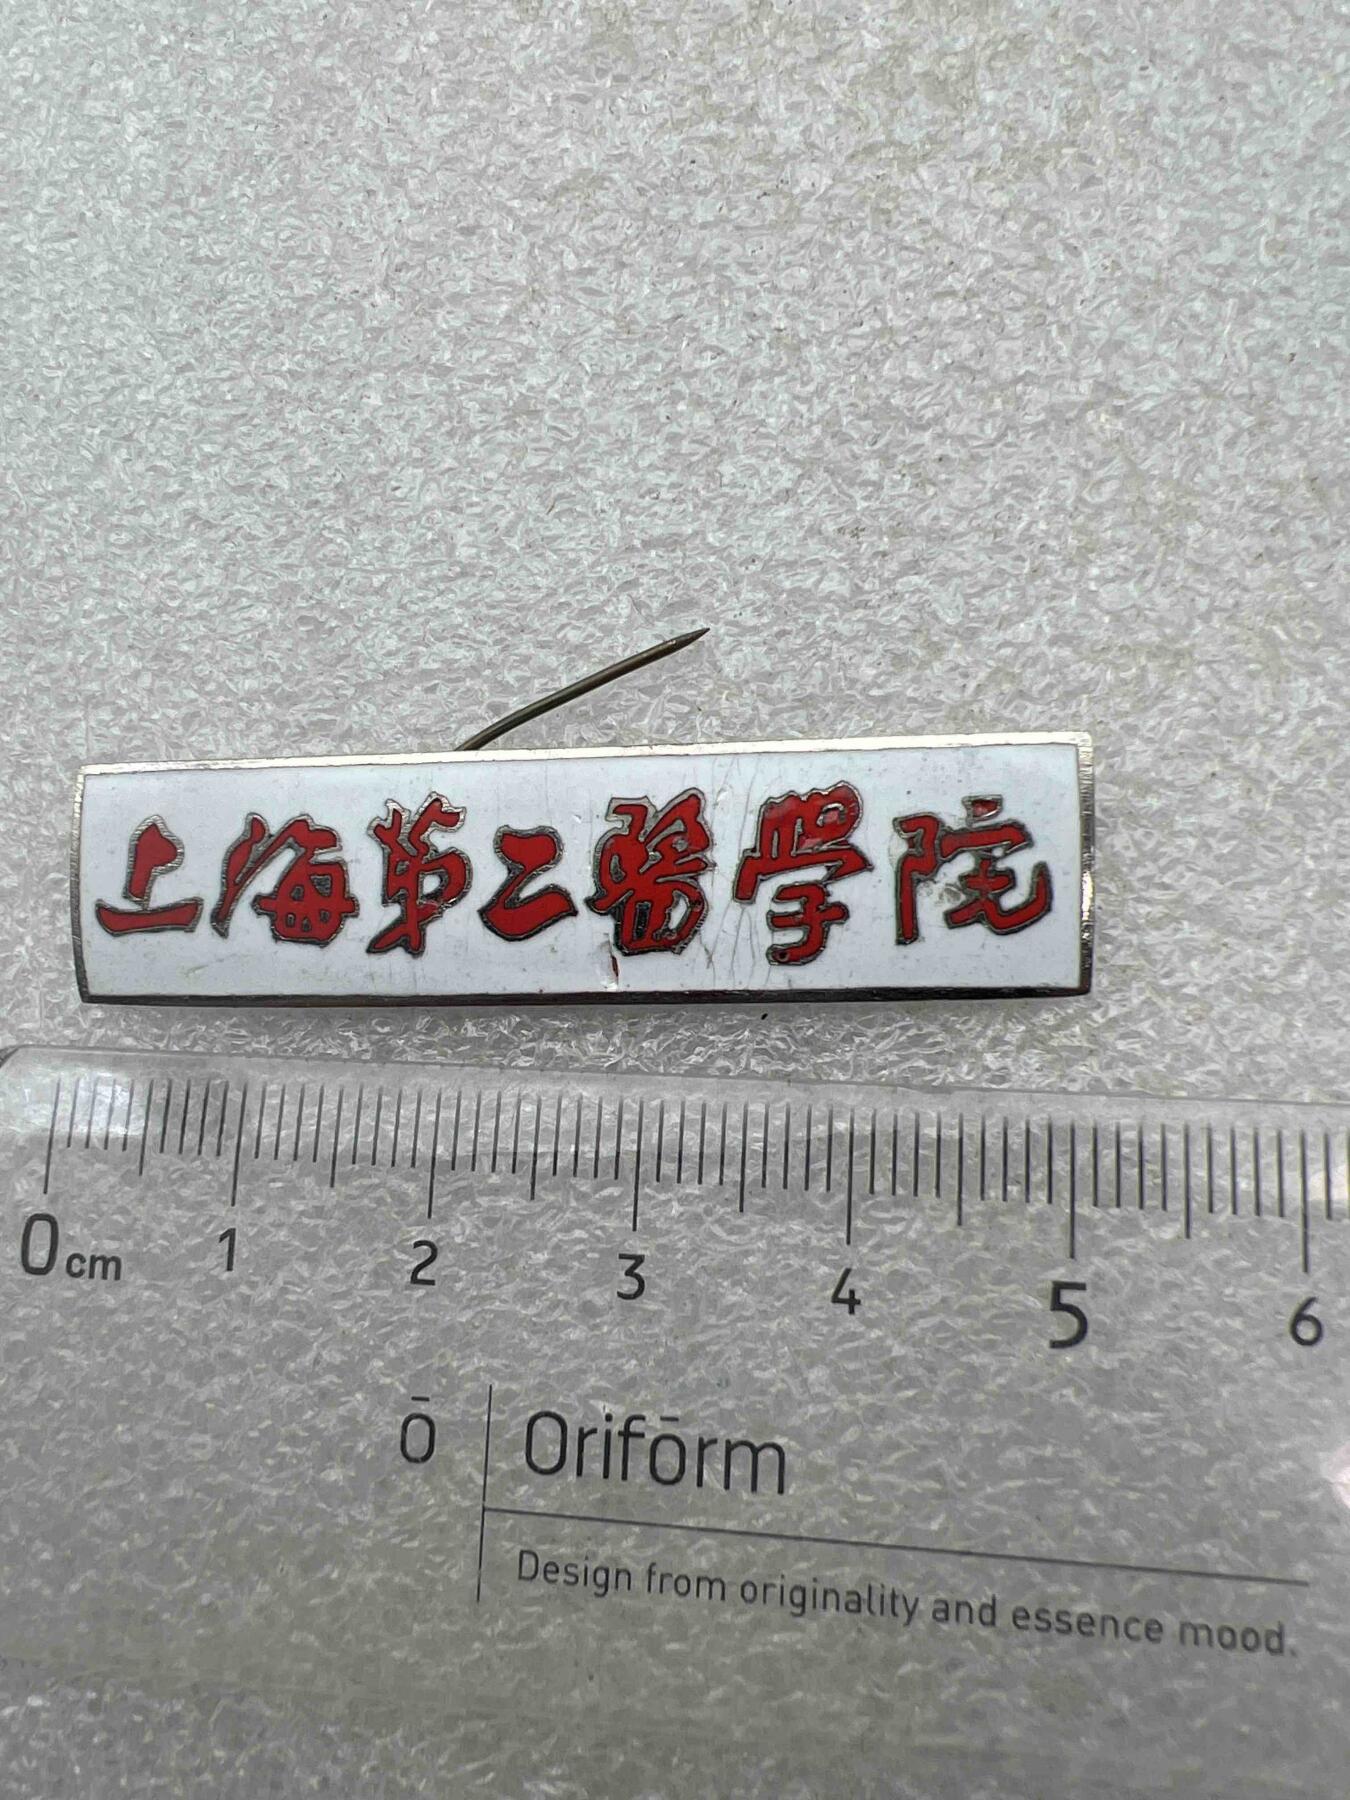 上海第二醫學院
0cm 1 2 3 4 5 6
ō Orifōrm
Design from originality and essence mood.